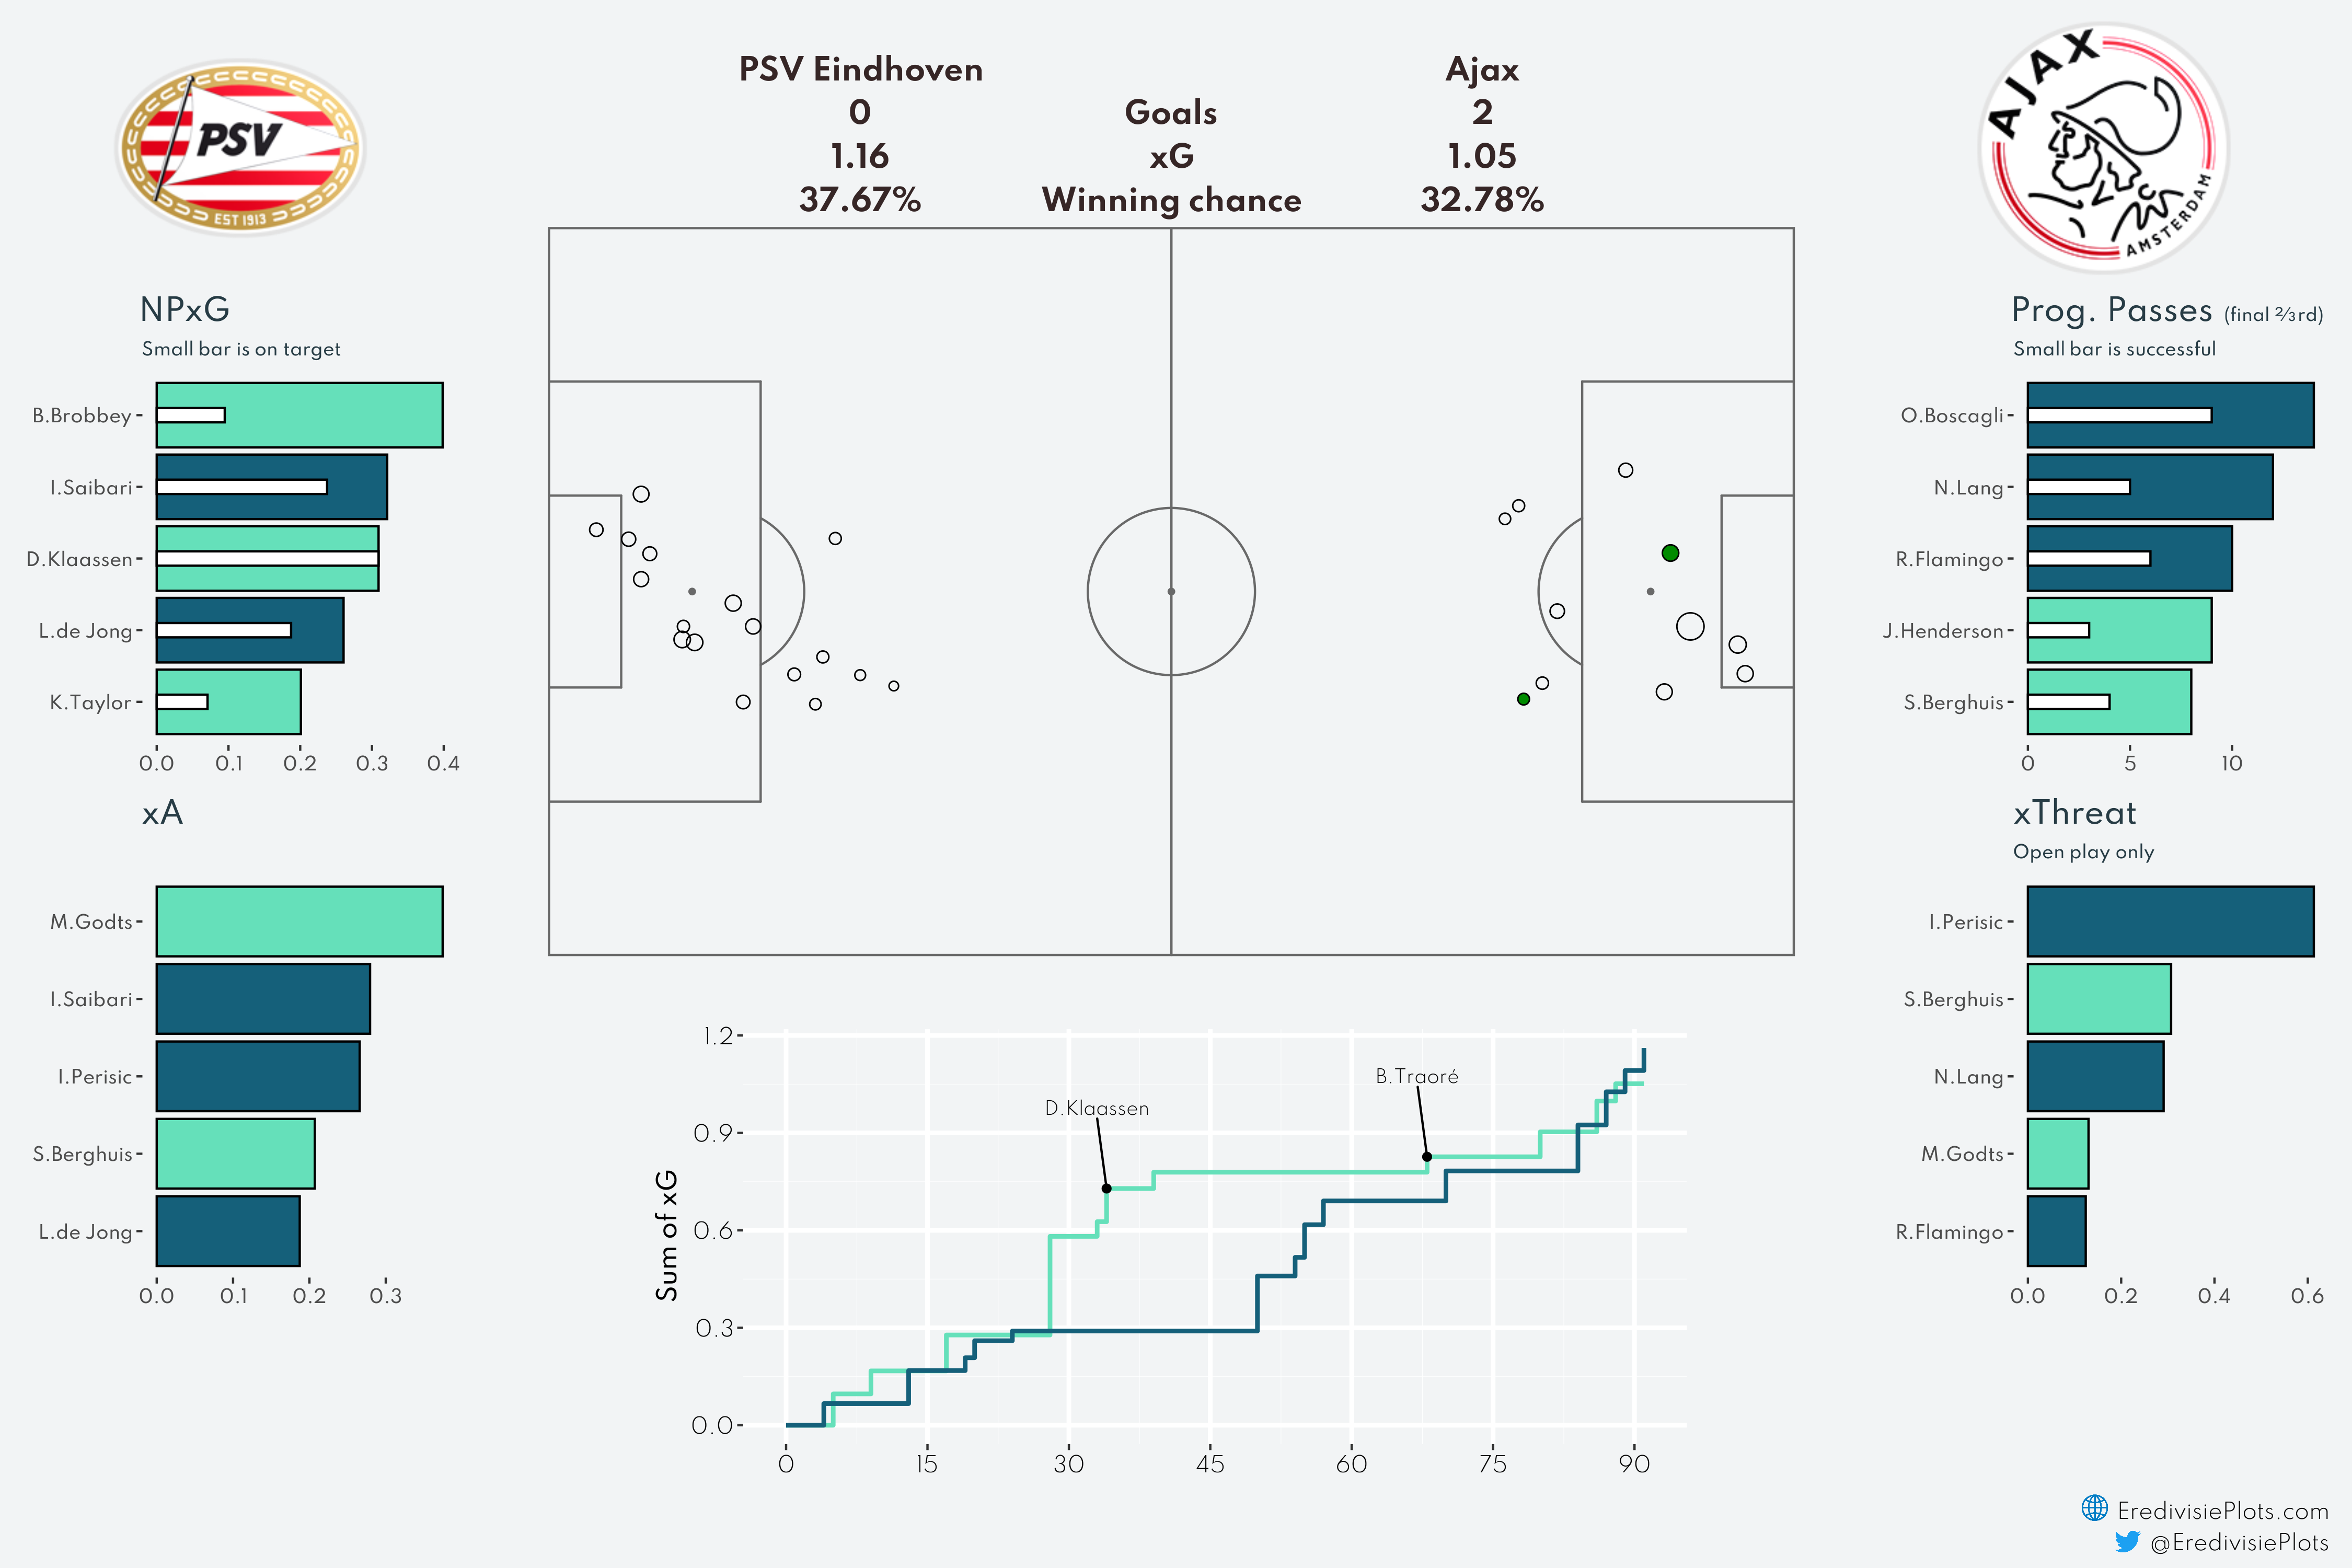 PSV Eindhoven Ajax
0 Goals 2
1.16 xG 1.05
37.67% Winning chance 32.78%
PSV
EST 1913
AJAX
AMSTERDAM
NPxG
Small bar is on target
B.Brobbey
I.Saibari
D.Klaassen
L.de Jong
K.Taylor
0.0 0.1 0.2 0.3 0.4
xA
M.Godts
I.Saibari
I.Perisic
S.Berghuis
L.de Jong
0.0 0.1 0.2 0.3
Sum of xG
1.2
0.9
0.6
0.3
0.0
D.Klaassen
B.Traoré
0 15 30 45 60 75 90
Prog. Passes (final ⅔rd)
Small bar is successful
O.Boscagli
N.Lang
R.Flamingo
J.Henderson
S.Berghuis
0 5 10
xThreat
Open play only
I.Perisic
S.Berghuis
N.Lang
M.Godts
R.Flamingo
0.0 0.2 0.4 0.6
EredivisiePlots.com
@EredivisiePlots